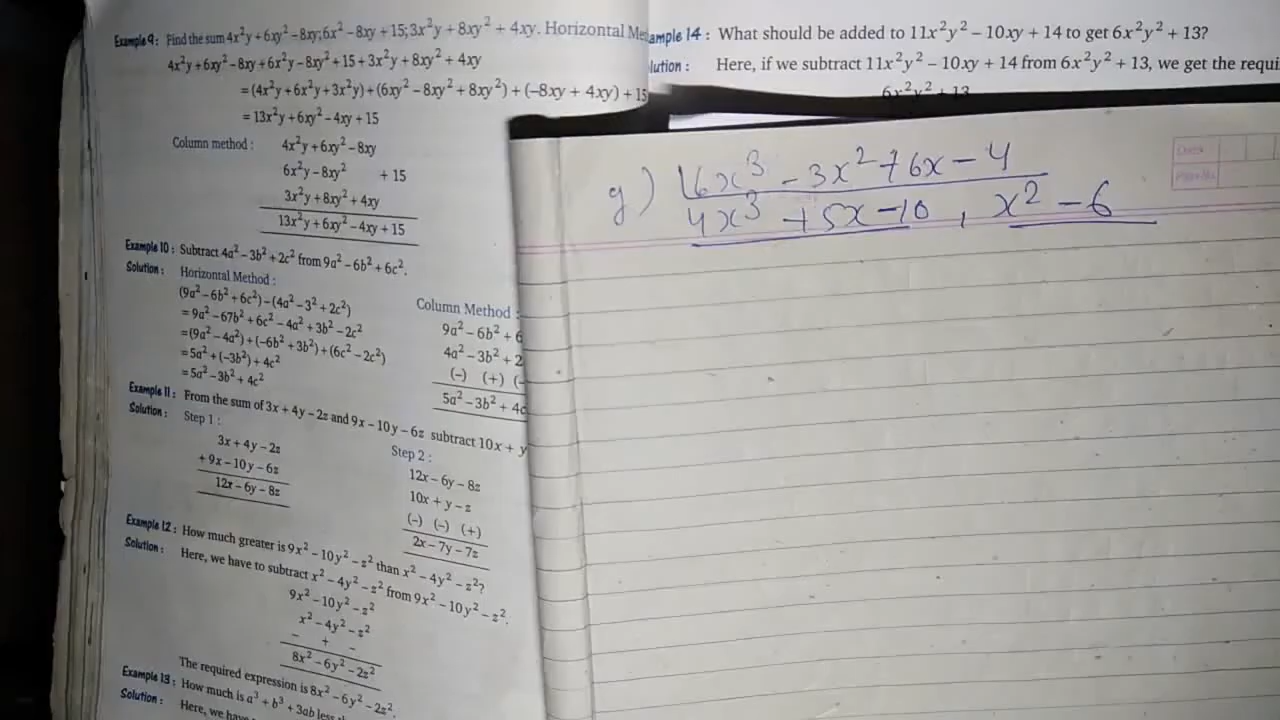 Example 9 : Find the sum 4x²y + 6xy² – 8xy; 6x² – 8xy + 15; 3x²y + 8xy² + 4xy. Horizontal Me
4x²y + 6xy² – 8xy + 6x²y – 8xy² + 15 + 3x²y + 8xy² + 4xy
= (4x²y + 6x²y + 3x²y) + (6xy² – 8xy² + 8xy²) + (–8xy + 4xy) + 15
= 13x²y + 6xy² – 4xy + 15
Column method : 4x²y + 6xy² – 8xy
6x²y – 8xy² + 15
3x²y + 8xy² + 4xy
13x²y + 6xy² – 4xy + 15
Example 10 : Subtract 4a² – 3b² + 2c² from 9a² – 6b² + 6c².
Solution : Horizontal Method :
(9a² – 6b² + 6c²) – (4a² – 3² + 2c²)
= 9a² – 67b² + 6c² – 4a² + 3b² – 2c²
= (9a² – 4a²) + (–6b² + 3b²) + (6c² – 2c²)
= 5a² + (–3b²) + 4c²
= 5a² – 3b² + 4c²
Column Method :
9a² – 6b² + 6
4a² – 3b² + 2
(–) (+) (–
5a² – 3b² + 4c
Example 11 : From the sum of 3x + 4y – 2z and 9x – 10y – 6z subtract 10x + y
Solution : Step 1 :
3x + 4y – 2z
+ 9x – 10y – 6z
12x – 6y – 8z
Step 2 :
12x – 6y – 8z
10x + y – z
(–) (–) (+)
2x – 7y – 7z
Example 12 : How much greater is 9x² – 10y² – z² than x² – 4y² – z²?
Solution : Here, we have to subtract x² – 4y² – z² from 9x² – 10y² – z².
9x² – 10y² – z²
x² – 4y² – z²
– + –
8x² – 6y² – 2z²
The required expression is 8x² – 6y² – 2z².
Example 13 : How much is a³ + b³ + 3ab less
Solution : Here, we have
ample 14 : What should be added to 11x²y² – 10xy + 14 to get 6x²y² + 13?
lution : Here, if we subtract 11x²y² – 10xy + 14 from 6x²y² + 13, we get the requi
6x²y² + 13
g) 16x³ – 3x² + 6x – 4
4x³ + 5x – 10 , x² – 6